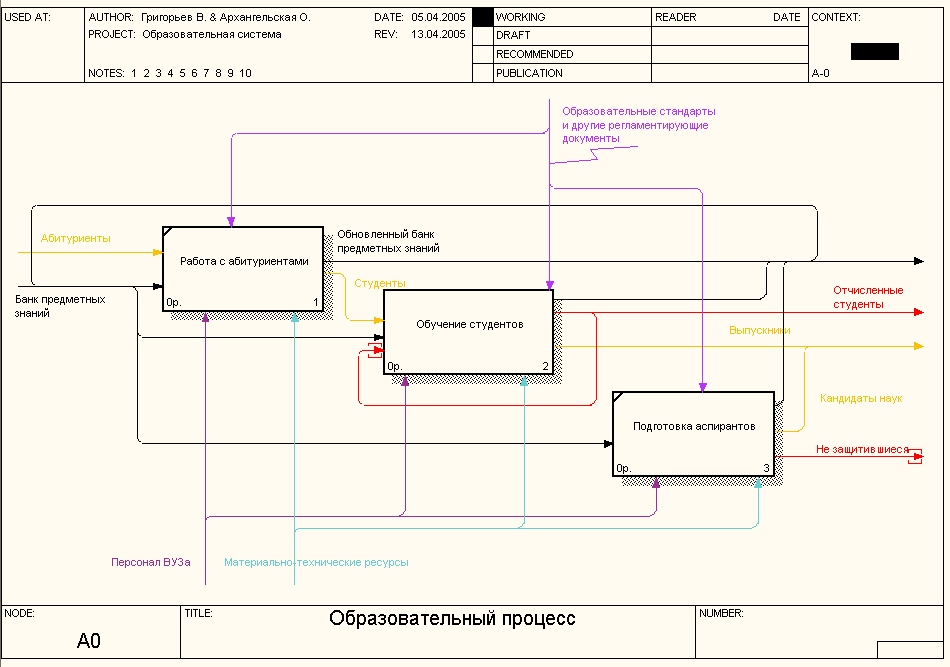 USED AT:
AUTHOR: Григорьев В. & Архангельская О.
DATE: 05.04.2005
PROJECT: Образовательная система
REV: 13.04.2005
NOTES: 1 2 3 4 5 6 7 8 9 10
WORKING
DRAFT
RECOMMENDED
PUBLICATION
READER
DATE
CONTEXT:
A-0
Образовательные стандарты
и другие регламентирующие
документы
Абитуриенты
Обновленный банк
предметных знаний
Работа с абитуриентами
0р.
1
Банк предметных
знаний
Студенты
Отчисленные
студенты
Обучение студентов
0р.
2
Выпускники
Кандидаты наук
Подготовка аспирантов
0р.
3
Не защитившиеся
Персонал ВУЗа
Материально-технические ресурсы
NODE:
A0
TITLE:
Образовательный процесс
NUMBER: